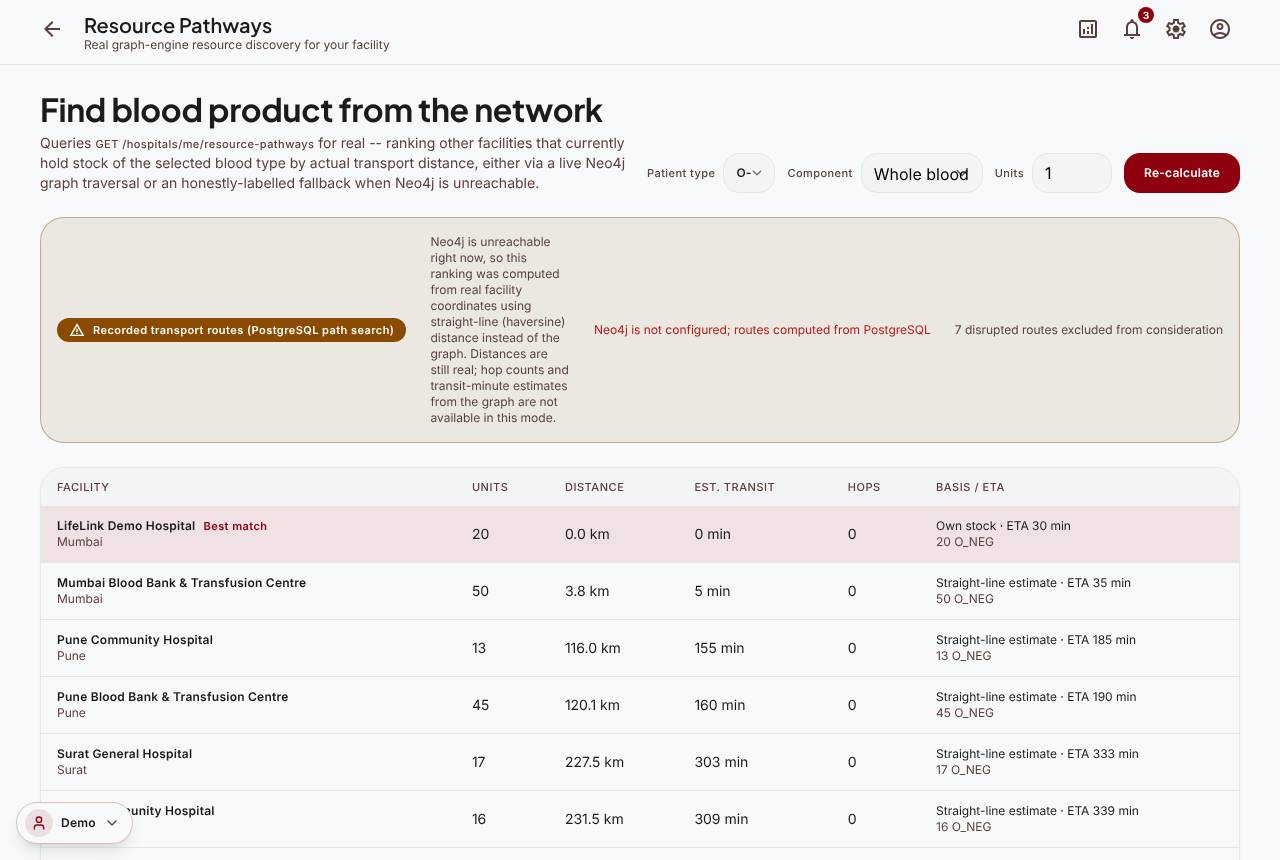 Resource Pathways
Real graph-engine resource discovery for your facility
3
Find blood product from the network
Queries GET /hospitals/me/resource-pathways for real -- ranking other facilities that currently
hold stock of the selected blood type by actual transport distance, either via a live Neo4j
graph traversal or an honestly-labelled fallback when Neo4j is unreachable.
Patient type O- Component Whole blood Units 1 Re-calculate
Recorded transport routes (PostgreSQL path search)
Neo4j is unreachable
right now, so this
ranking was computed
from real facility
coordinates using
straight-line (haversine)
distance instead of the
graph. Distances are
still real; hop counts and
transit-minute estimates
from the graph are not
available in this mode.
Neo4j is not configured; routes computed from PostgreSQL
7 disrupted routes excluded from consideration
FACILITY UNITS DISTANCE EST. TRANSIT HOPS BASIS / ETA
LifeLink Demo Hospital Best match
Mumbai
20 0.0 km 0 min 0
Own stock · ETA 30 min
20 O_NEG
Mumbai Blood Bank & Transfusion Centre
Mumbai
50 3.8 km 5 min 0
Straight-line estimate · ETA 35 min
50 O_NEG
Pune Community Hospital
Pune
13 116.0 km 155 min 0
Straight-line estimate · ETA 185 min
13 O_NEG
Pune Blood Bank & Transfusion Centre
Pune
45 120.1 km 160 min 0
Straight-line estimate · ETA 190 min
45 O_NEG
Surat General Hospital
Surat
17 227.5 km 303 min 0
Straight-line estimate · ETA 333 min
17 O_NEG
Hospital
16 231.5 km 309 min 0
Straight-line estimate · ETA 339 min
16 O_NEG
Demo